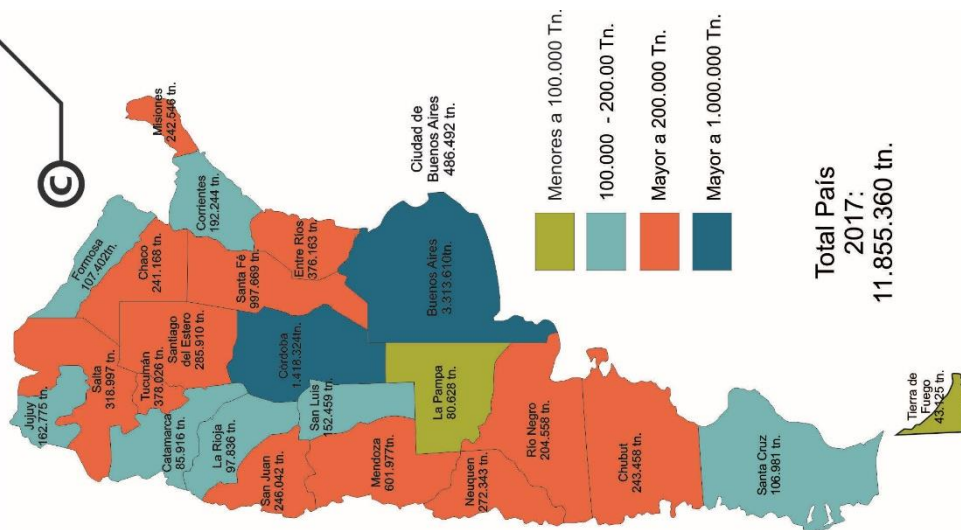 C
Misiones
242.546 tn.
Formosa
107.402tn.
Corrientes
192.244 tn.
Chaco
241.168 tn.
Jujuy
162.775 tn.
Salta
318.997 tn.
Tucumán
378.026 tn.
Santiago
del Estero
285.910 tn.
Santa Fé
997.669 tn.
Entre Ríos
376.163 tn.
Catamarca
85.916 tn.
La Rioja
97.836 tn.
Córdoba
1.418.324tn.
San Juan
246.042 tn.
San Luis
152.459 tn.
Mendoza
601.977tn.
Buenos Aires
3.313.610tn.
Ciudad de
Buenos Aires
486.492 tn.
La Pampa
80.628 tn.
Neuquen
272.343 tn.
Río Negro
204.558 tn.
Chubut
243.458 tn.
Santa Cruz
106.981 tn.
Tierra de
Fuego
43.125 tn.
Menores a 100.000 Tn.
100.000 - 200.00 Tn.
Mayor a 200.000 Tn.
Mayor a 1.000.000 Tn.
Total País
2017:
11.855.360 tn.